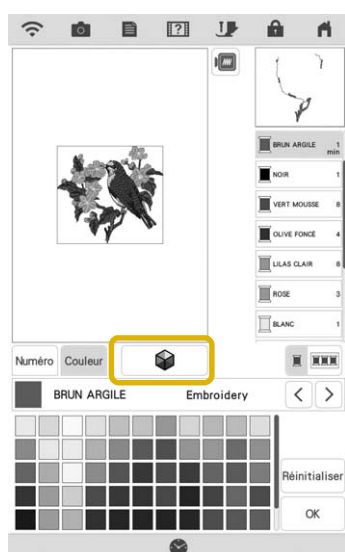 BRUN ARGILE 1
min
NOIR 1
VERT MOUSSE 8
OLIVE FONCÉ 4
LILAS CLAIR 8
ROSE 3
BLANC 1
Numéro Couleur
BRUN ARGILE Embroidery < >
Réinitialiser
OK